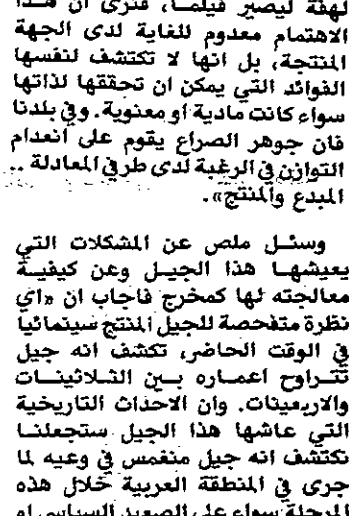 لهفة ليصير فيلما، فنرى ان هذا
الاهتمام معدوم للغاية لدى الجهة
المنتجة، بل انها لا تكتشف لنفسها
الفوائد التي يمكن ان تحققها لذاتها
سواء كانت مادية او معنوية. وفي بلدنا
فان جوهر الصراع يقوم على انعدام
التوازن في الرغبة لدى طرفي المعادلة ..
المبدع والمنتج».
وسئل ملص عن المشكلات التي
يعيشها هذا الجيل وعن كيفية
معالجته لها كمخرج فاجاب ان «اي
نظرة متفحصة للجيل المنتج سينمائيا
في الوقت الحاضر، تكشف انه جيل
تتراوح اعماره بين الثلاثينات
والاربعينات. وان الاحداث التاريخية
التي عاشها هذا الجيل ستجعلنا
نكتشف انه جيل منغمس في وعيه لما
جرى في المنطقة العربية خلال هذه
المرحلة سواء على الصعيد السياسي او